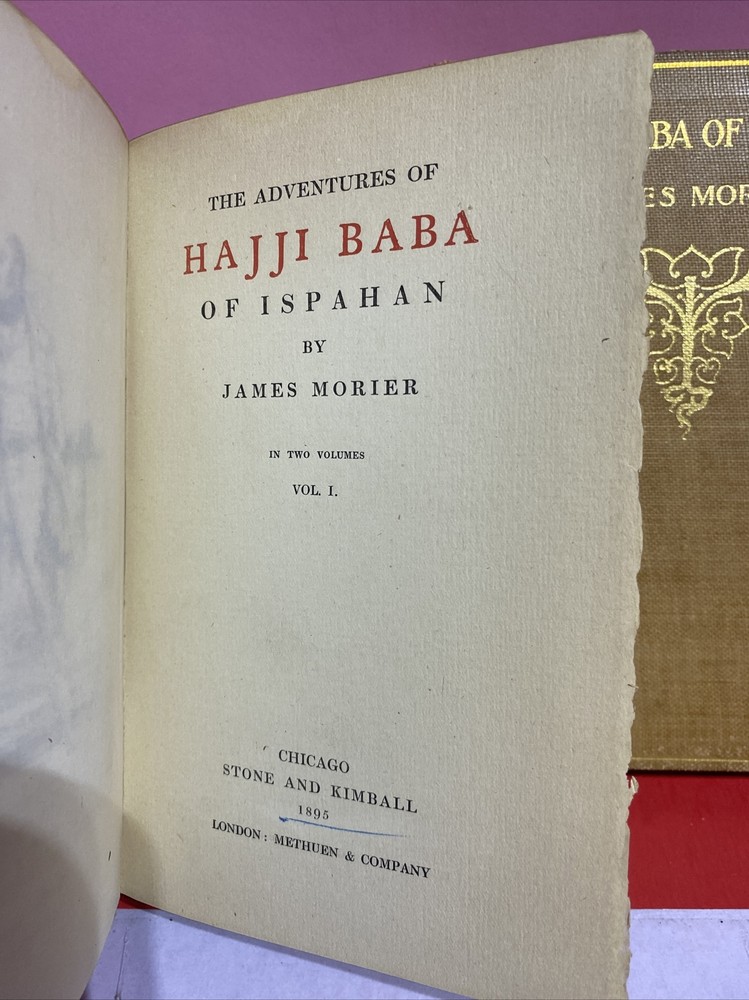 THE ADVENTURES OF
HAJJI BABA
OF ISPAHAN
BY
JAMES MORIER
IN TWO VOLUMES
VOL. I.
CHICAGO
STONE AND KIMBALL
1895
LONDON: METHUEN & COMPANY
BA OF
ES MOR